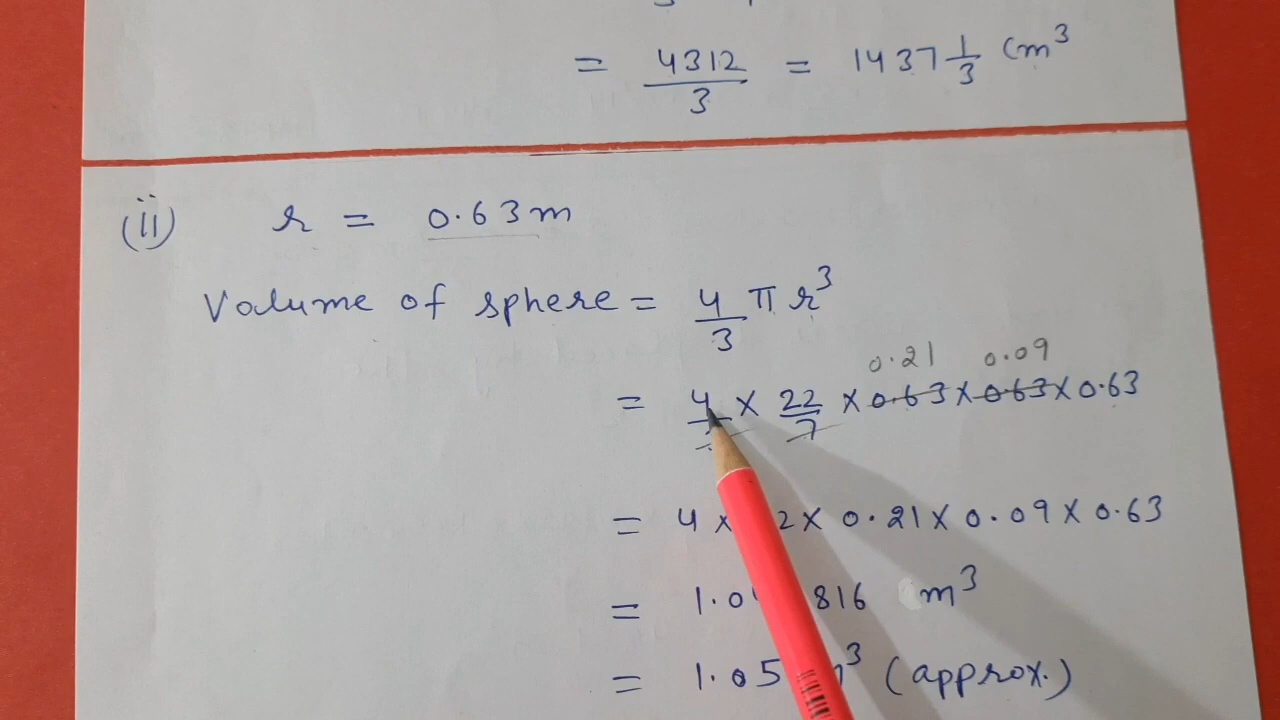 = 4312/3 = 1437 1/3 cm³
(ii) r = 0.63m
Volume of sphere = 4/3 π r³
0.21 0.09
= 4/ × 22/7 × 0.63 × 0.63 × 0.63
= 4 × 2 × 0.21 × 0.09 × 0.63
= 1.0 816 m³
= 1.05 ³ (approx.)